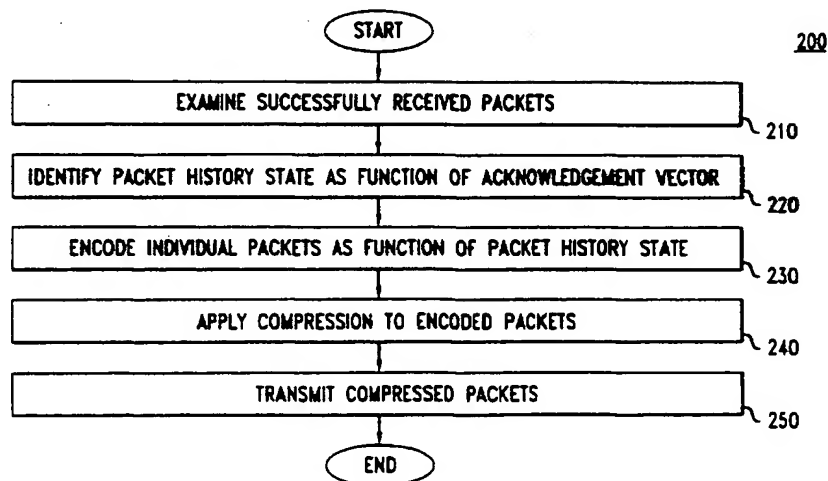 START
200
EXAMINE SUCCESSFULLY RECEIVED PACKETS
210
IDENTIFY PACKET HISTORY STATE AS FUNCTION OF ACKNOWLEDGEMENT VECTOR
220
ENCODE INDIVIDUAL PACKETS AS FUNCTION OF PACKET HISTORY STATE
230
APPLY COMPRESSION TO ENCODED PACKETS
240
TRANSMIT COMPRESSED PACKETS
250
END